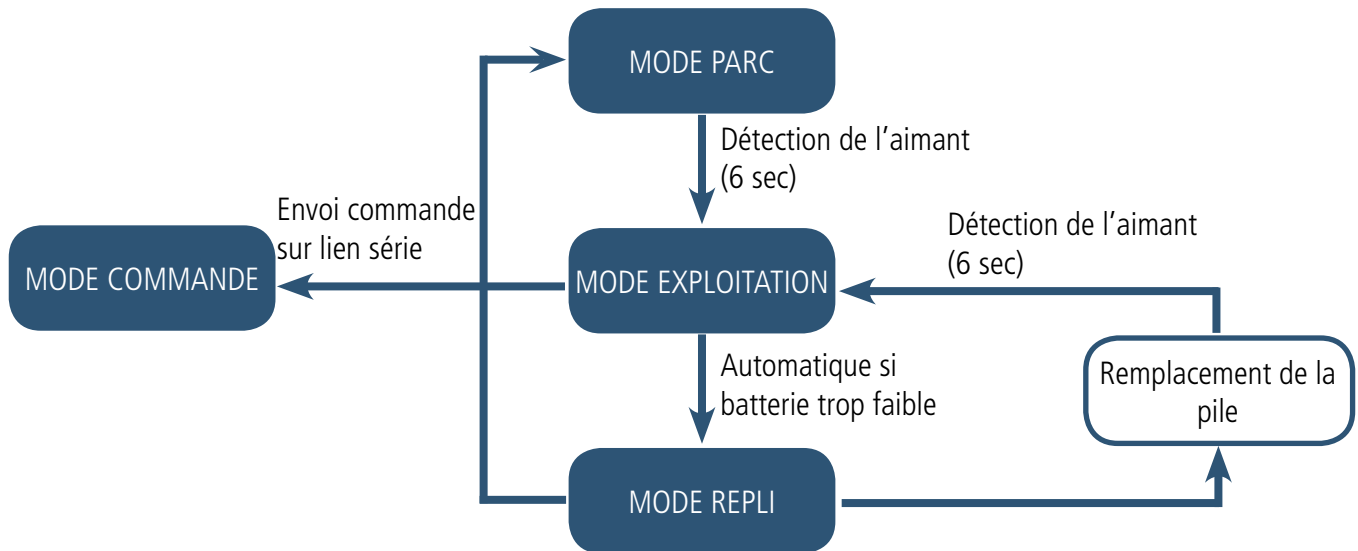 MODE PARC
Détection de l'aimant
(6 sec)
Envoi commande
sur lien série
Détection de l'aimant
(6 sec)
MODE COMMANDE
MODE EXPLOITATION
Automatique si
batterie trop faible
Remplacement de la
pile
MODE REPLI